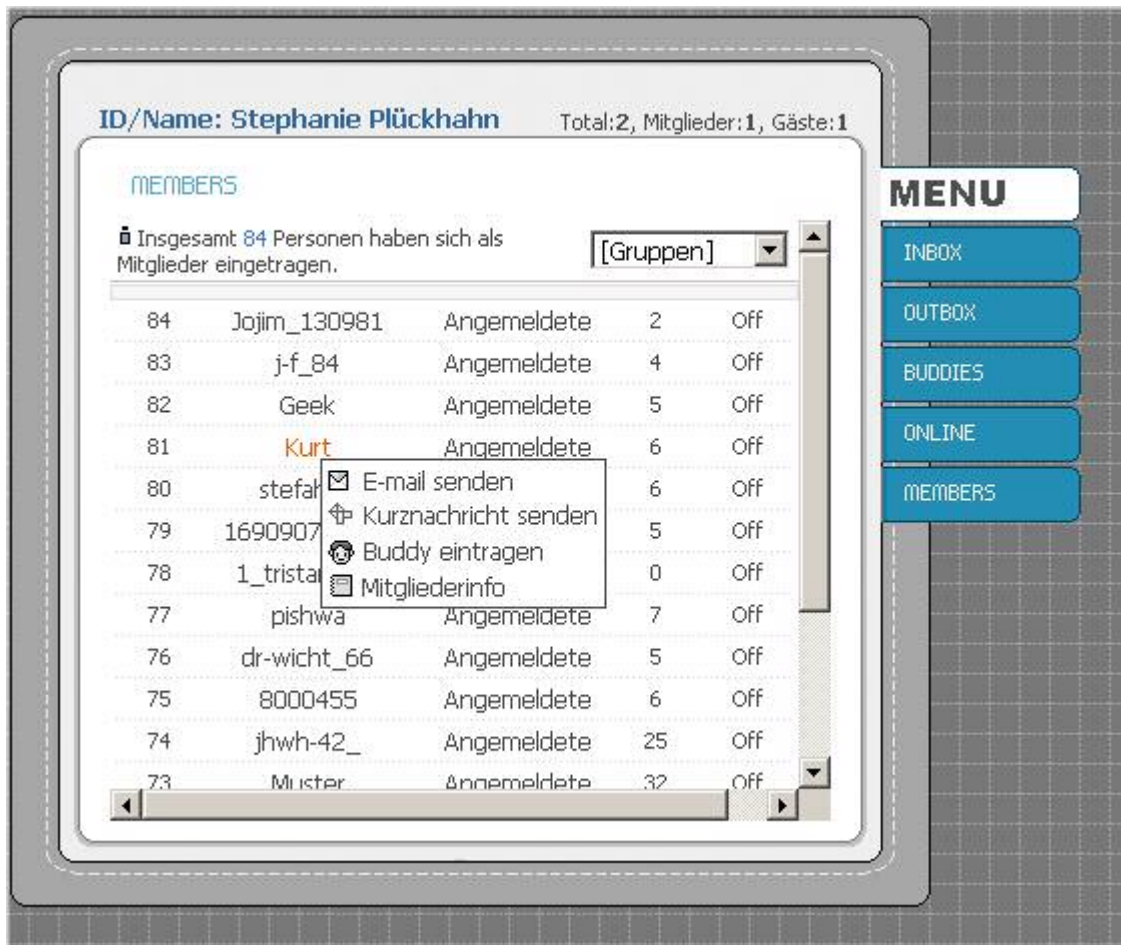 ID/Name: Stephanie Plückhahn Total:2, Mitglieder:1, Gäste:1
MEMBERS
Insgesamt 84 Personen haben sich als
Mitglieder eingetragen.
[Gruppen]
84 Jojim_130981 Angemeldete 2 Off
83 j-f_84 Angemeldete 4 Off
82 Geek Angemeldete 5 Off
81 Kurt Angemeldete 6 Off
80 6 Off
79 5 Off
78 0 Off
77 pishwa Angemeldete 7 Off
76 dr-wicht_66 Angemeldete 5 Off
75 8000455 Angemeldete 6 Off
74 jhwh-42_ Angemeldete 25 Off
73 Muster Angemeldete 32 Off
E-mail senden
Kurznachricht senden
Buddy eintragen
Mitgliederinfo
MENU
INBOX
OUTBOX
BUDDIES
ONLINE
MEMBERS